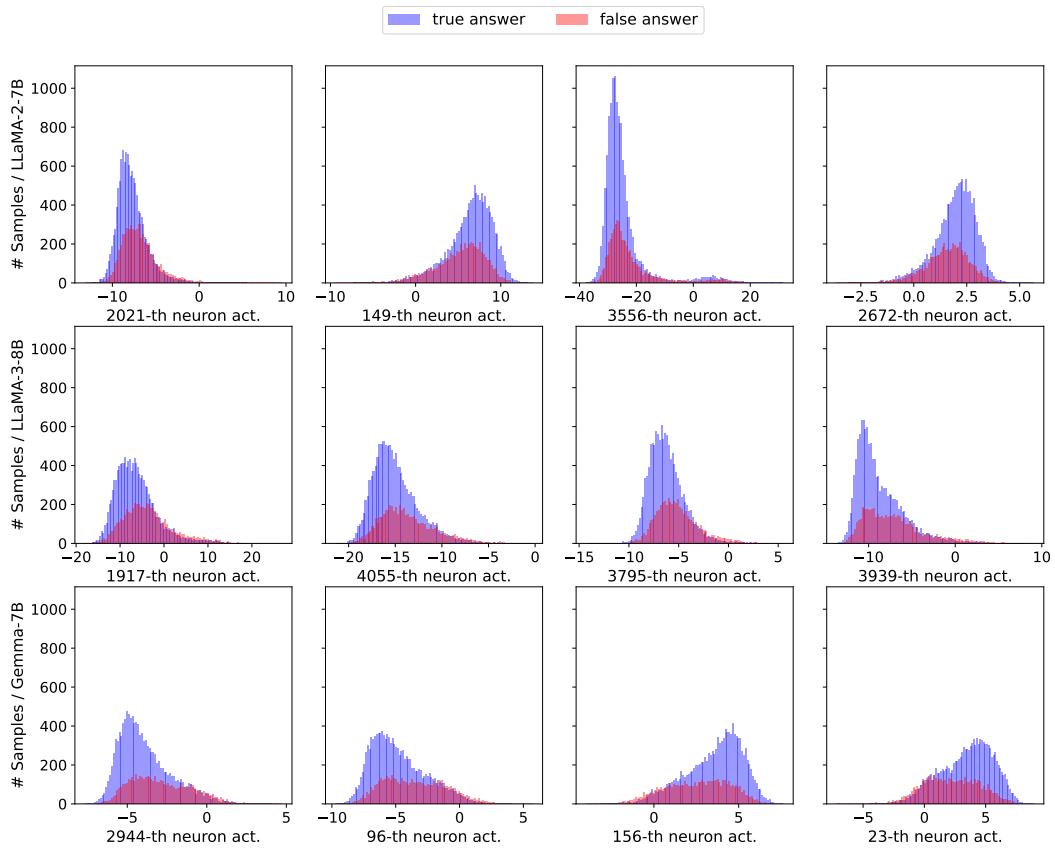 true answer false answer
# Samples / LLaMA-2-7B
1000
800
600
400
200
0
−10 0 10
2021-th neuron act.
−10 0 10
149-th neuron act.
−40 −20 0 20
3556-th neuron act.
−2.5 0.0 2.5 5.0
2672-th neuron act.
# Samples / LLaMA-3-8B
1000
800
600
400
200
0
−20 −10 0 10 20
1917-th neuron act.
−20 −15 −10 −5 0
4055-th neuron act.
−15 −10 −5 0 5
3795-th neuron act.
−10 0 10
3939-th neuron act.
# Samples / Gemma-7B
1000
800
600
400
200
0
−5 0 5
2944-th neuron act.
−10 −5 0 5
96-th neuron act.
0 5
156-th neuron act.
−5 0 5
23-th neuron act.